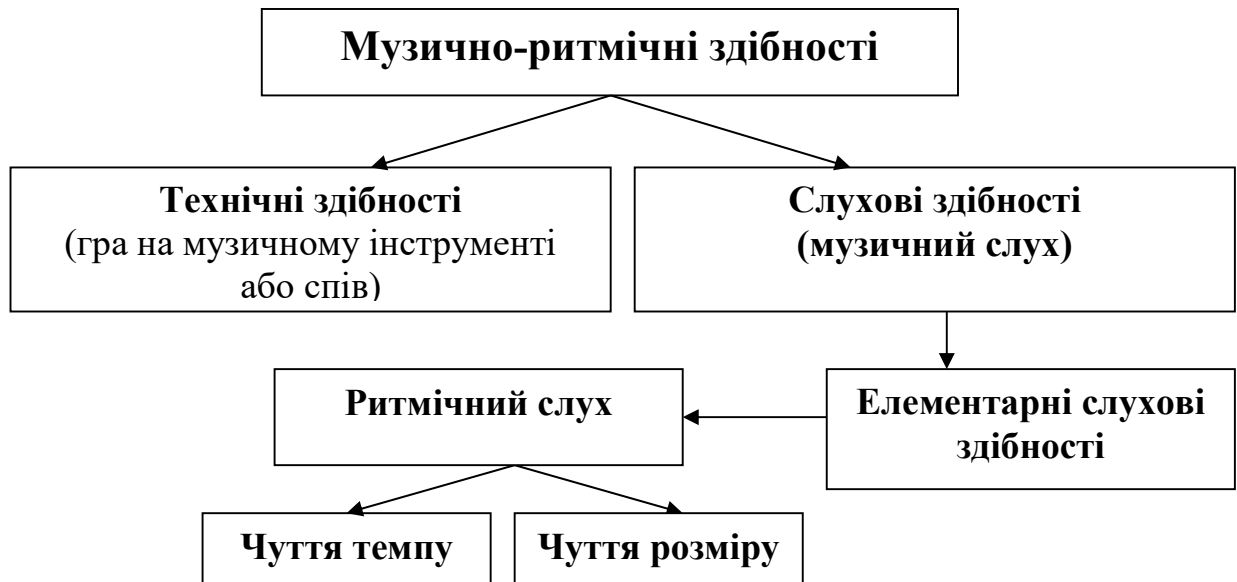 Музично-ритмічні здібності
Технічні здібності
(гра на музичному інструменті
або спів)
Слухові здібності
(музичний слух)
Ритмічний слух
Елементарні слухові
здібності
Чуття темпу
Чуття розміру